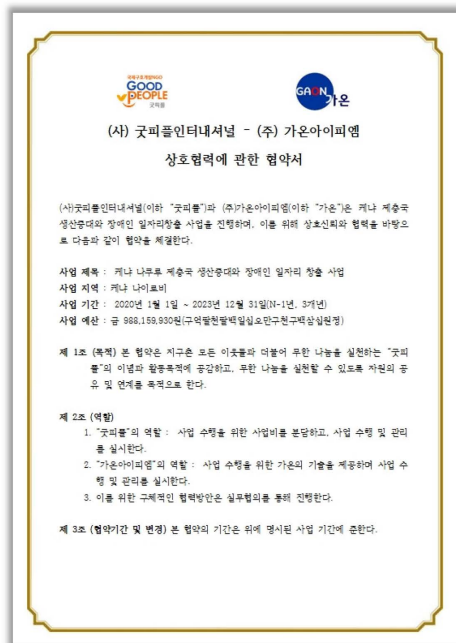 국제구호개발NGO
GOOD
PEOPLE
굿피플
GAON
가온
(사) 굿피플인터내셔널 - (주) 가온아이피엠
상호협력에 관한 협약서
(사)굿피플인터내셔널(이하 “굿피플”)과 (주)가온아이피엠(이하 “가온”)은 케냐 제충국
생산증대와 장애인 일자리창출 사업을 진행하며, 이를 위해 상호신뢰와 협력을 바탕으
로 다음과 같이 협약을 체결한다.
사업 제목 : 케냐 나쿠루 제충국 생산증대와 장애인 일자리 창출 사업
사업 지역 : 케냐 나이로비
사업 기간 : 2020년 1월 1일 ~ 2023년 12월 31일(N-1년, 3개년)
사업 예산 : 금 988,159,930원(구억팔천팔백일십오만구천구백삼십원정)
제 1조 (목적) 본 협약은 지구촌 모든 이웃들과 더불어 무한 나눔을 실천하는 “굿피
플”의 이념과 활동목적에 공감하고, 무한 나눔을 실천할 수 있도록 자원의 공
유 및 연계를 목적으로 한다.
제 2조 (역할)
1. “굿피플”의 역할 : 사업 수행을 위한 사업비를 분담하고, 사업 수행 및 관리
를 실시한다.
2. “가온아이피엠”의 역할 : 사업 수행을 위한 가온의 기술을 제공하며 사업 수
행 및 관리를 실시한다.
3. 이를 위한 구체적인 협력방안은 실무협의를 통해 진행한다.
제 3조 (협약기간 및 변경) 본 협약의 기간은 위에 명시된 사업 기간에 준한다.